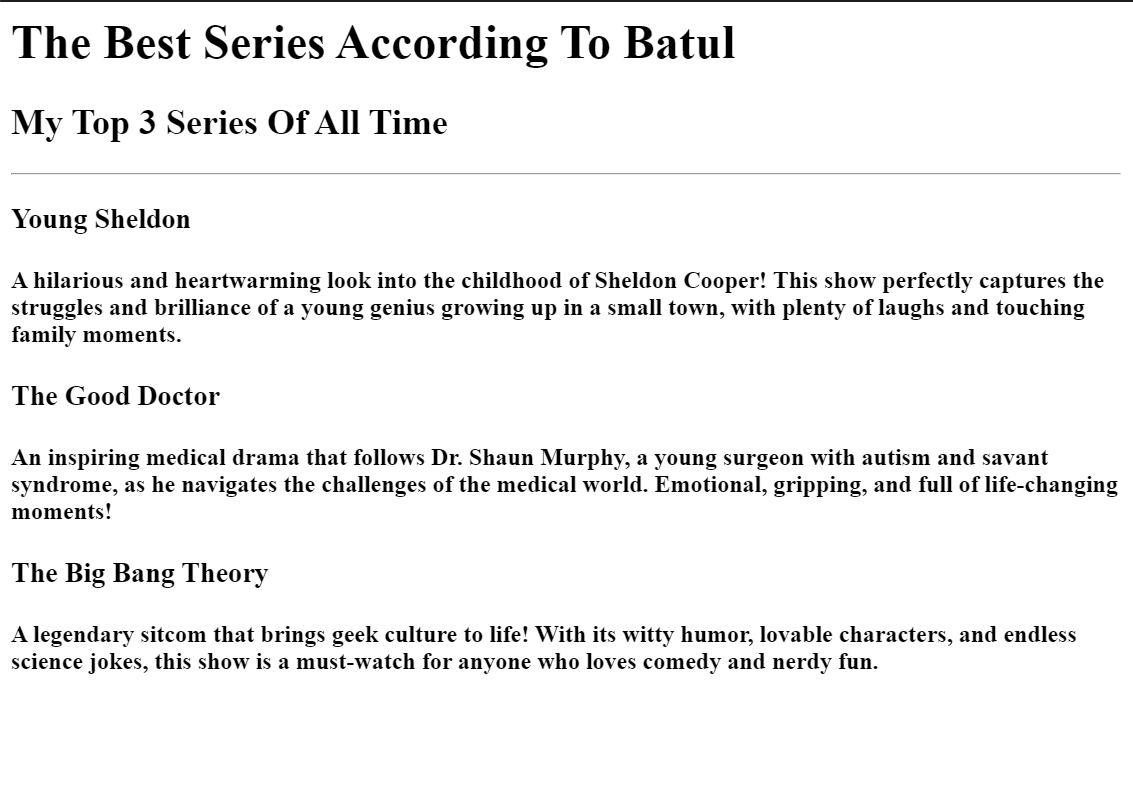 The Best Series According To Batul
My Top 3 Series Of All Time
Young Sheldon
A hilarious and heartwarming look into the childhood of Sheldon Cooper! This show perfectly captures the
struggles and brilliance of a young genius growing up in a small town, with plenty of laughs and touching
family moments.
The Good Doctor
An inspiring medical drama that follows Dr. Shaun Murphy, a young surgeon with autism and savant
syndrome, as he navigates the challenges of the medical world. Emotional, gripping, and full of life-changing
moments!
The Big Bang Theory
A legendary sitcom that brings geek culture to life! With its witty humor, lovable characters, and endless
science jokes, this show is a must-watch for anyone who loves comedy and nerdy fun.